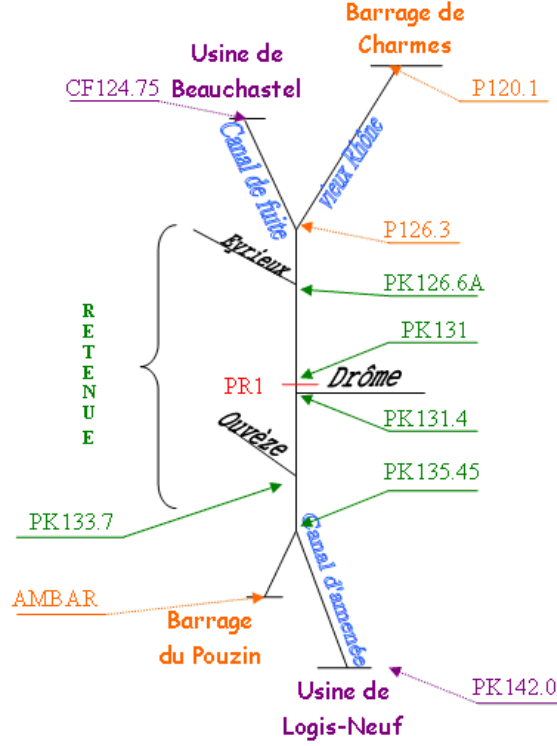 Barrage de
Charmes
Usine de
Beauchastel
CF124.75
P120.1
Canal de fuite
vieux Rhône
P126.3
Eyrieux
PK126.6A
RETENUE
PK131
PR1
Drôme
PK131.4
Ouvèze
PK135.45
PK133.7
Canal d'amenée
AMBAR
Barrage
du Pouzin
PK142.0
Usine de
Logis-Neuf